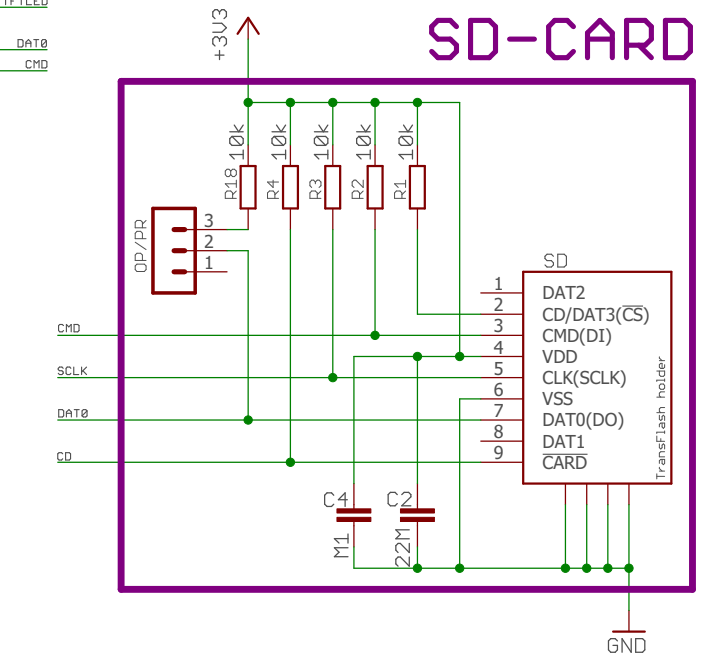 TFTLED
DAT0
CMD
+3V3
SD-CARD
10k
10k
10k
10k
10k
R18
R4
R3
R2
R1
OP/PR
3
2
1
SD
1 DAT2
2 CD/DAT3(CS)
3 CMD(DI)
4 VDD
5 CLK(SCLK)
6 VSS
7 DAT0(DO)
8 DAT1
9 CARD
TransFlash holder
CMD
SCLK
DAT0
CD
C4
M1
C2
22M
GND